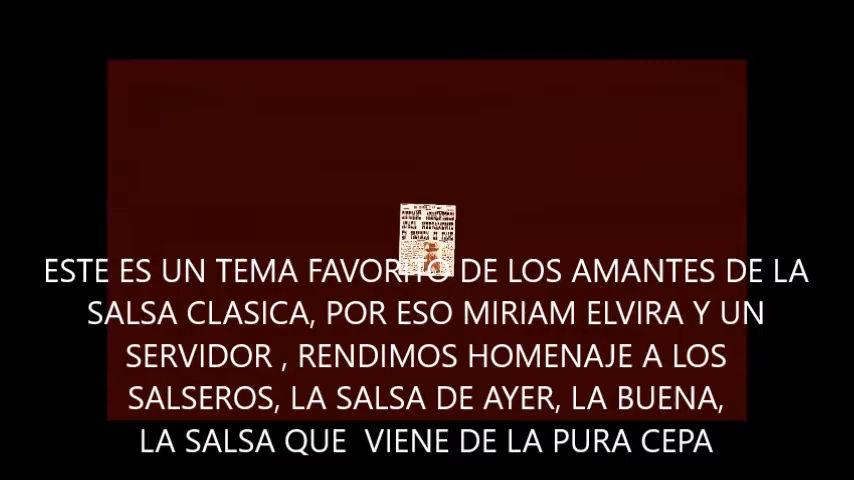 ESTE ES UN TEMA FAVORITO DE LOS AMANTES DE LA
SALSA CLASICA, POR ESO MIRIAM ELVIRA Y UN
SERVIDOR , RENDIMOS HOMENAJE A LOS
SALSEROS, LA SALSA DE AYER, LA BUENA,
LA SALSA QUE  VIENE DE LA PURA CEPA